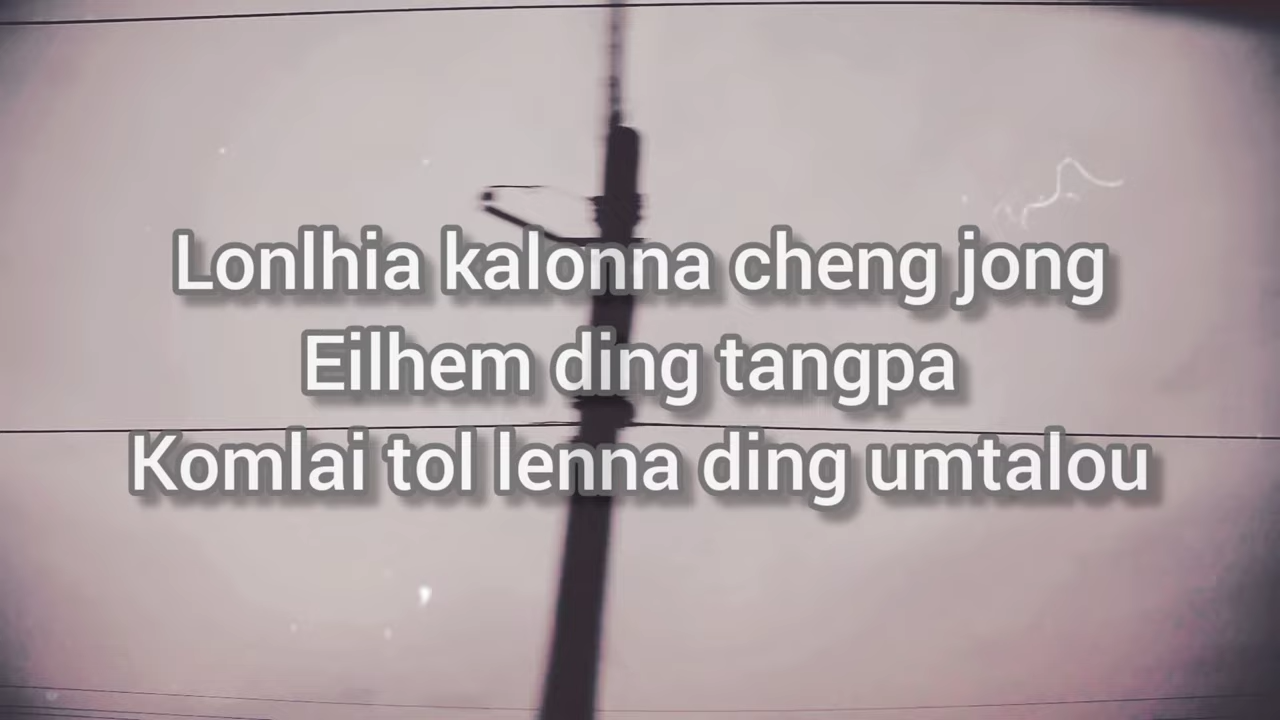 Lonlhia kalonna cheng jong
Eilhem ding tangpa
Komlai tol lenna ding umtalou